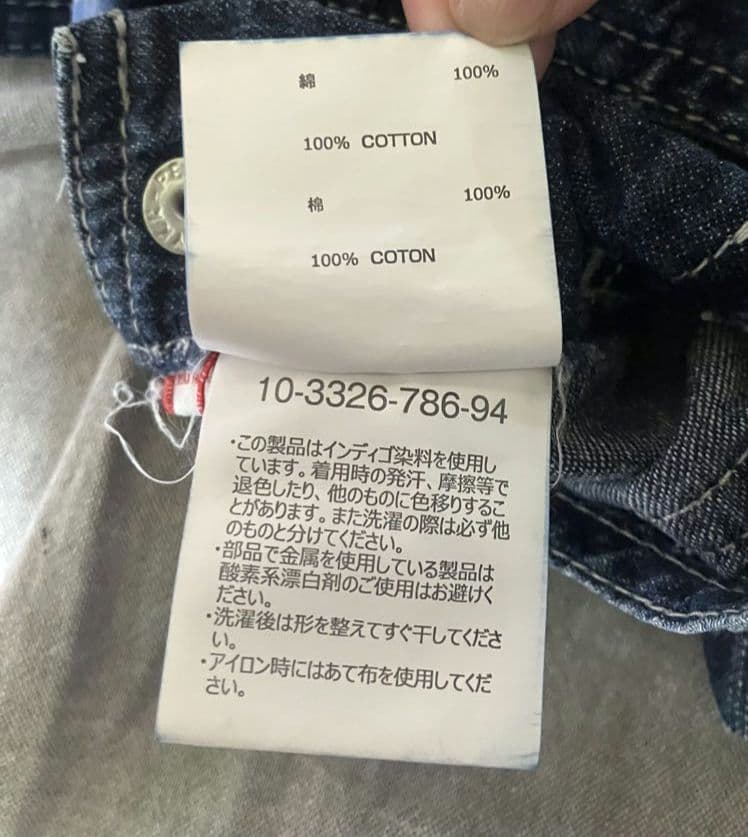 綿 100%
100% COTTON
棉 100%
100% COTON
10-3326-786-94
・この製品はインディゴ染料を使用し
ています。着用時の発汗、摩擦等で
退色したり、他のものに色移りするこ
とがあります。また洗濯の際は必ず他
のものと分けてください。
・部品で金属を使用している製品は
酸素系漂白剤のご使用はお避けく
ださい。
・洗濯後は形を整えてすぐ干してくださ
い。
・アイロン時にはあて布を使用してくだ
さい。